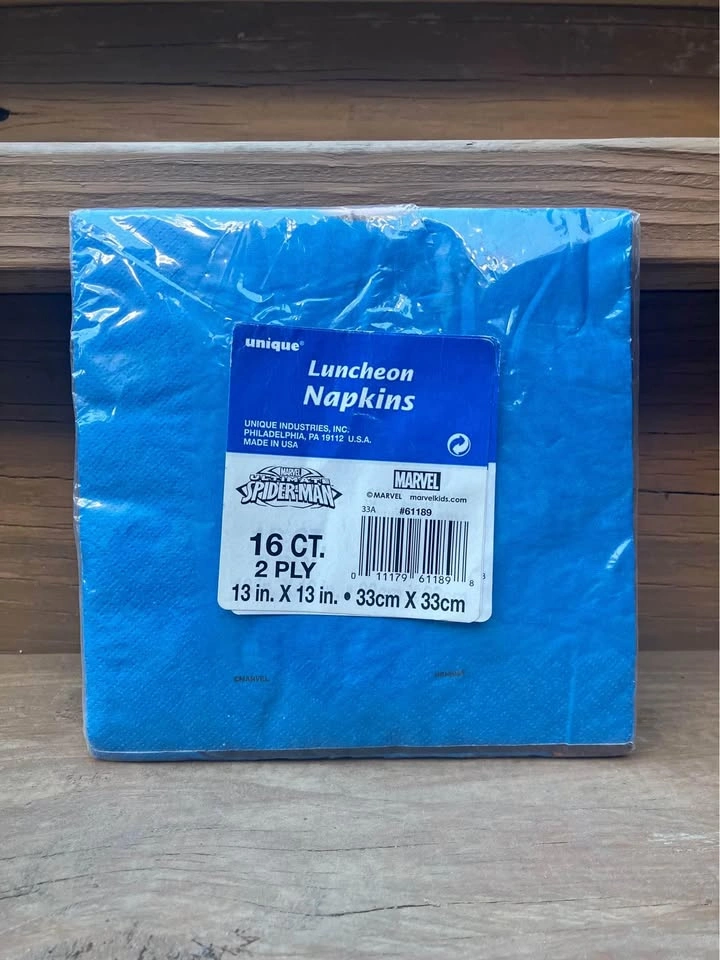 unique®
Luncheon
Napkins
UNIQUE INDUSTRIES, INC.
PHILADELPHIA, PA 19112 U.S.A.
MADE IN USA
MARVEL
ULTIMATE
SPIDER-MAN
MARVEL
©MARVEL marvelkids.com
33A #61189
16 CT.
2 PLY
0 11179 61189 8
13 in. X 13 in. • 33cm X 33cm
©MARVEL